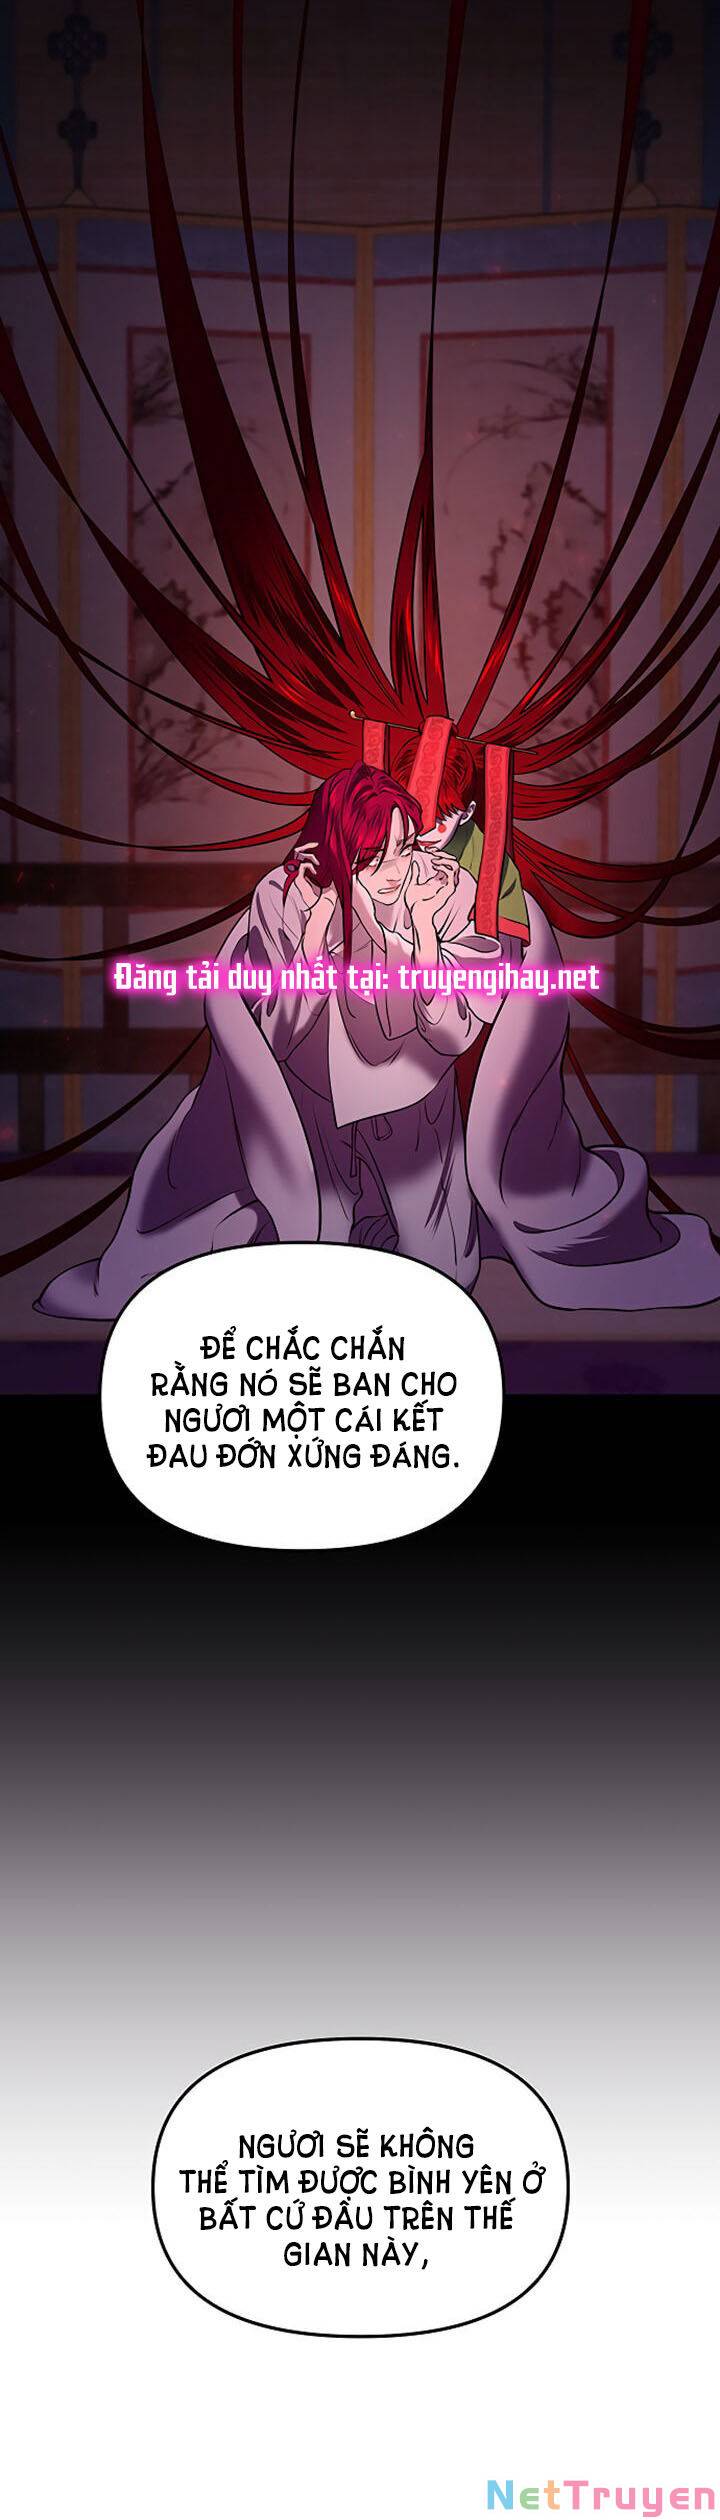 Đăng tải duy nhất tại: truyengihay.net
ĐỂ CHẮC CHẮN
RẰNG NÓ SẼ BAN CHO
NGƯƠI MỘT CÁI KẾT
ĐAU ĐỚN XỨNG ĐÁNG.
NGƯƠI SẼ KHÔNG
THỂ TÌM ĐƯỢC BÌNH YÊN Ở
BẤT CỨ ĐÂU TRÊN THẾ
GIAN NÀY,
NetTruyen